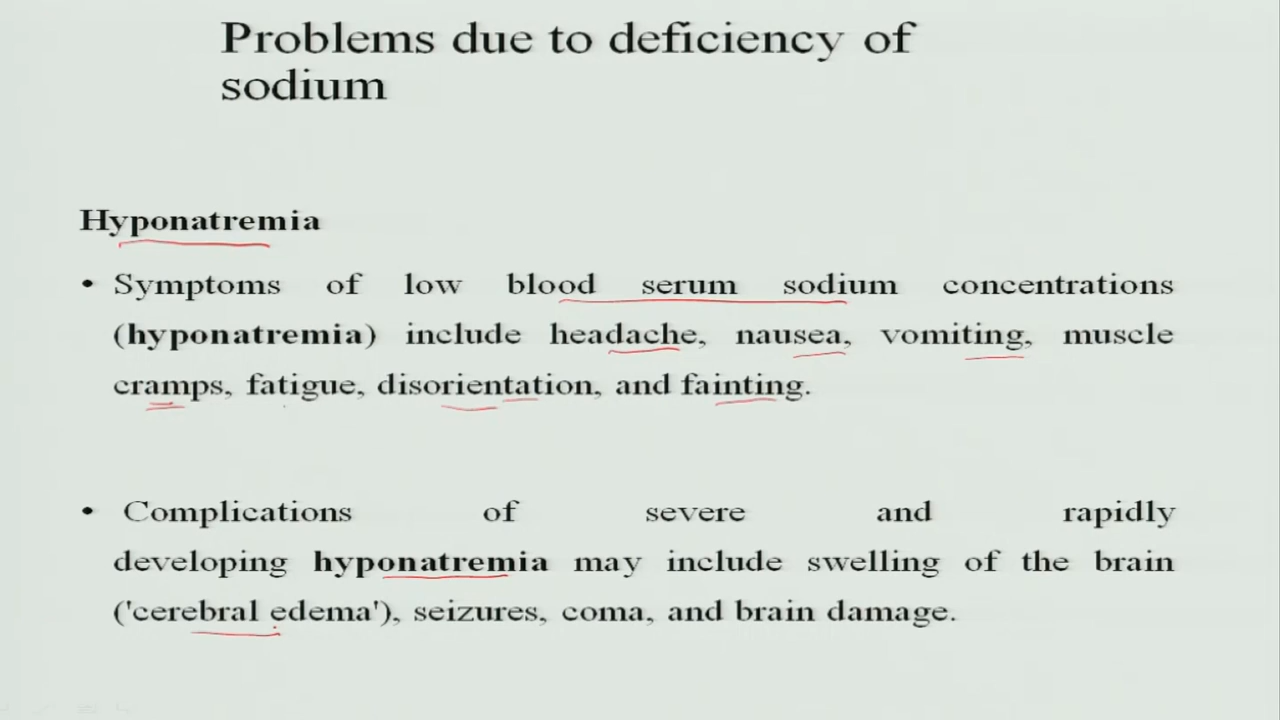 Problems due to deficiency of
sodium
Hyponatremia
• Symptoms of low blood serum sodium concentrations
(hyponatremia) include headache, nausea, vomiting, muscle
cramps, fatigue, disorientation, and fainting.
• Complications of severe and rapidly
developing hyponatremia may include swelling of the brain
('cerebral edema'), seizures, coma, and brain damage.